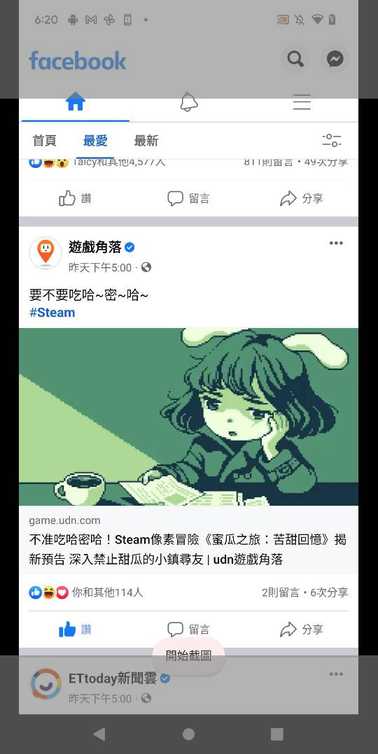 6:20
facebook
首頁 最愛 最新
Talcy和其他4,577人 811則留言・49次分享
讚 留言 分享
遊戲角落
昨天下午5:00 ·
要不要吃哈~密~哈~
#Steam
game.udn.com
不准吃哈密哈！Steam像素冒險《蜜瓜之旅：苦甜回憶》揭
新預告 深入禁止甜瓜的小鎮尋友 | udn遊戲角落
你和其他114人 2則留言・6次分享
讚 留言 分享
開始截圖
ETtoday新聞雲
昨天下午5:00 ·